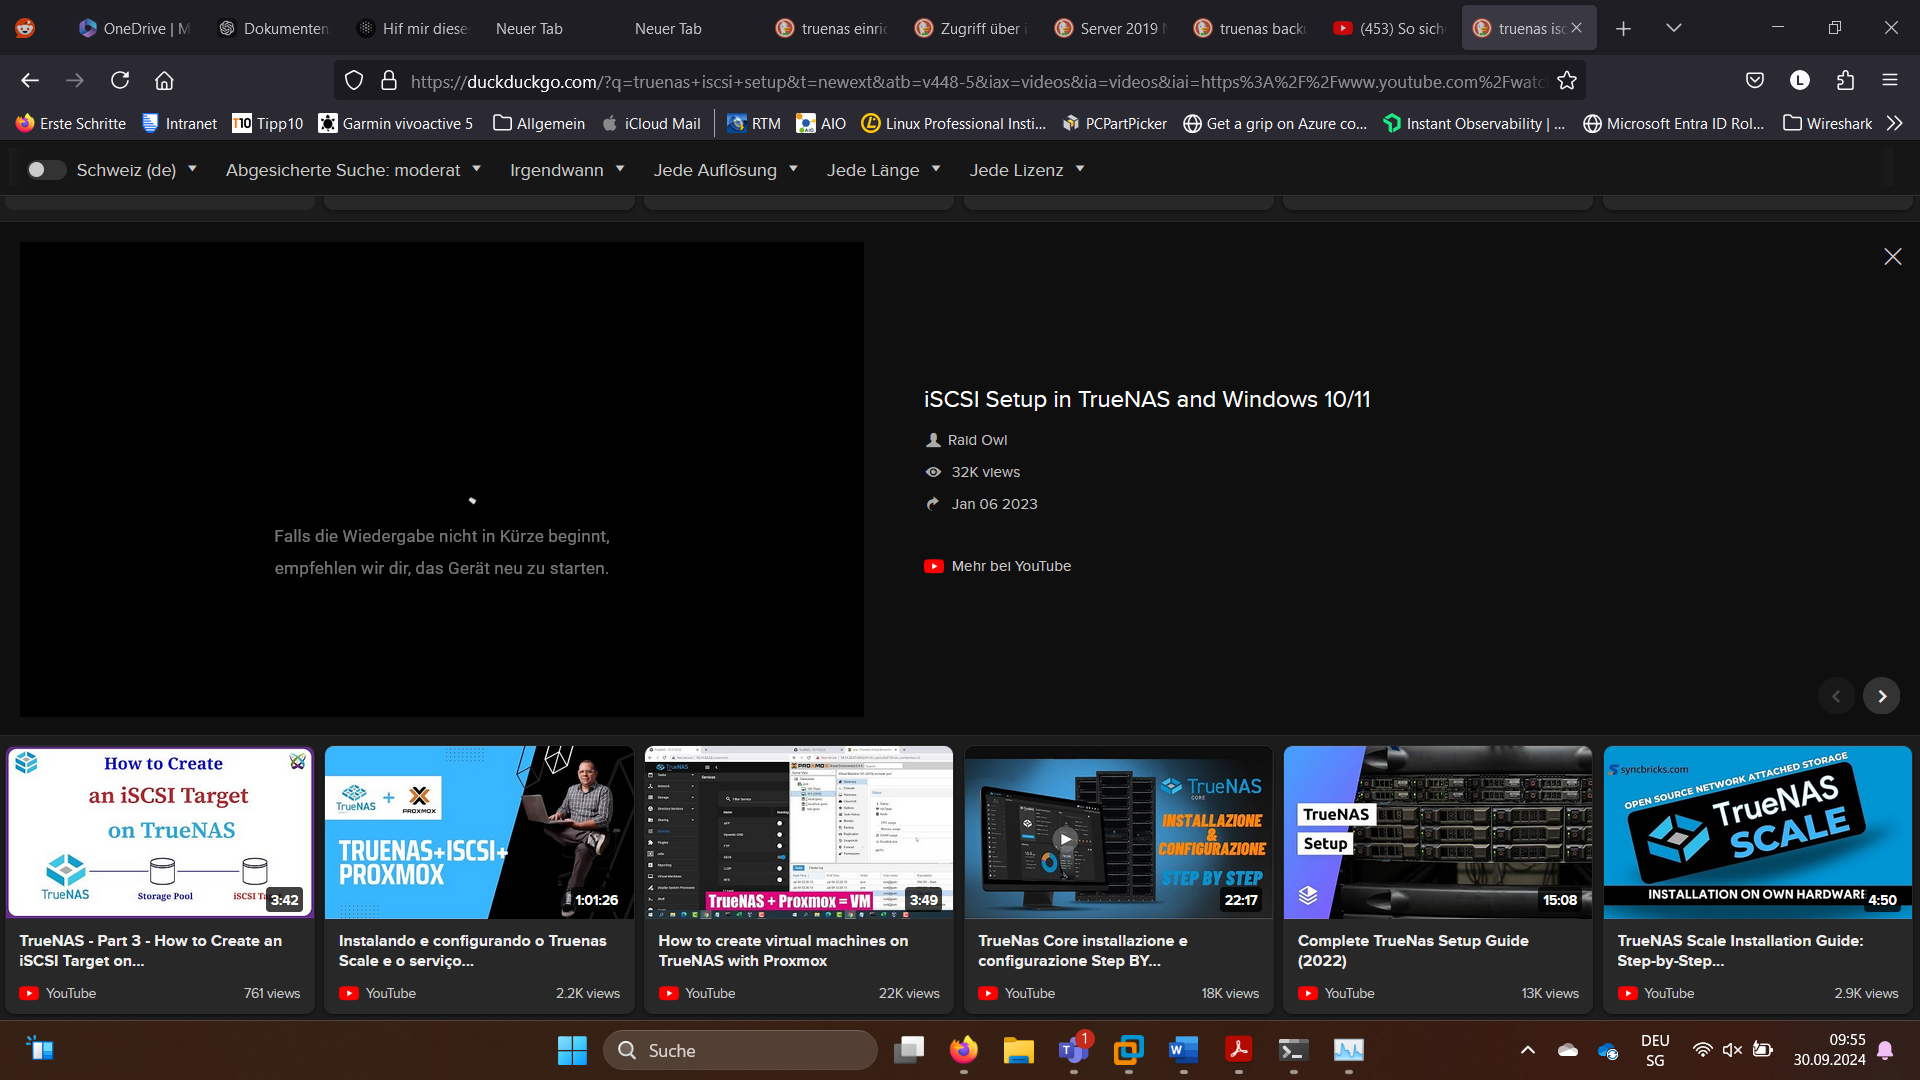 OneDrive | M
Dokumenten
Hif mir diese
Neuer Tab
Neuer Tab
truenas einric
Zugriff über i
Server 2019 N
truenas backu
(453) So siche
truenas isc
https://duckduckgo.com/?q=truenas+iscsi+setup&t=newext&atb=v448-5&iax=videos&ia=videos&iai=https%3A%2F%2Fwww.youtube.com%2Fwatc
L
Erste Schritte
Intranet
T10 Tipp10
Garmin vivoactive 5
Allgemein
iCloud Mail
RTM
AIO
Linux Professional Insti...
PCPartPicker
Get a grip on Azure co...
Instant Observability | ...
Microsoft Entra ID Rol...
Wireshark
Schweiz (de)
Abgesicherte Suche: moderat
Irgendwann
Jede Auflösung
Jede Länge
Jede Lizenz
Falls die Wiedergabe nicht in Kürze beginnt,
empfehlen wir dir, das Gerät neu zu starten.
iSCSI Setup in TrueNAS and Windows 10/11
Raid Owl
32K views
Jan 06 2023
Mehr bei YouTube
How to Create
an iSCSI Target
on TrueNAS
TrueNAS
Storage Pool
iSCSI Ta
3:42
TrueNAS - Part 3 - How to Create an
iSCSI Target on...
YouTube
761 views
TrueNAS + PROXMOX
TRUENAS+ISCSI+
PROXMOX
1:01:26
Instalando e configurando o Truenas
Scale e o serviço...
YouTube
2.2K views
TrueNAS
PROXMOX
Services
TrueNAS + Proxmox = VM
3:49
How to create virtual machines on
TrueNAS with Proxmox
YouTube
22K views
TrueNAS
CORE
INSTALLAZIONE
&
CONFIGURAZIONE
STEP BY STEP
22:17
TrueNas Core installazione e
configurazione Step BY...
YouTube
18K views
TrueNAS
Setup
15:08
Complete TrueNas Setup Guide
(2022)
YouTube
13K views
syncbricks.com
OPEN SOURCE NETWORK ATTACHED STORAGE
TrueNAS
SCALE
INSTALLATION ON OWN HARDWARE
4:50
TrueNAS Scale Installation Guide:
Step-by-Step...
YouTube
2.9K views
Suche
1
DEU
SG
09:55
30.09.2024